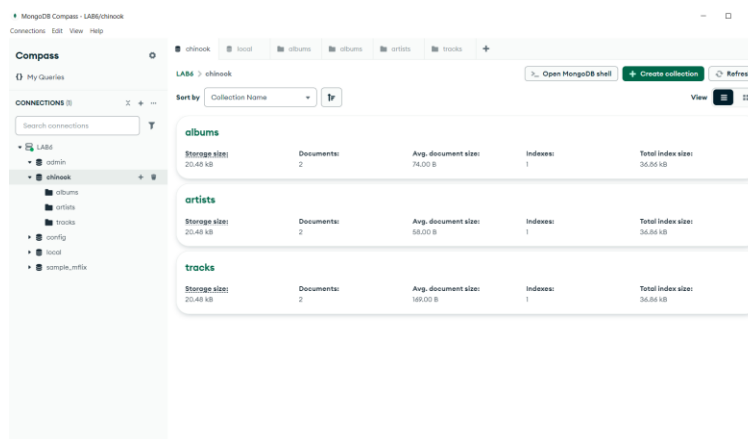 MongoDB Compass - LAB6/chinook
Connections Edit View Help
Compass
My Queries
CONNECTIONS (1)
Search connections
LAB6
admin
chinook
albums
artists
tracks
config
local
sample_mflix
chinook local albums albums artists tracks
LAB6 > chinook
Open MongoDB shell
Create collection
Refres
Sort by Collection Name
View
albums
Storage size: Documents: Avg. document size: Indexes: Total index size:
20.48 kB 2 74.00 B 1 36.86 kB
artists
Storage size: Documents: Avg. document size: Indexes: Total index size:
20.48 kB 2 58.00 B 1 36.86 kB
tracks
Storage size: Documents: Avg. document size: Indexes: Total index size:
20.48 kB 2 169.00 B 1 36.86 kB